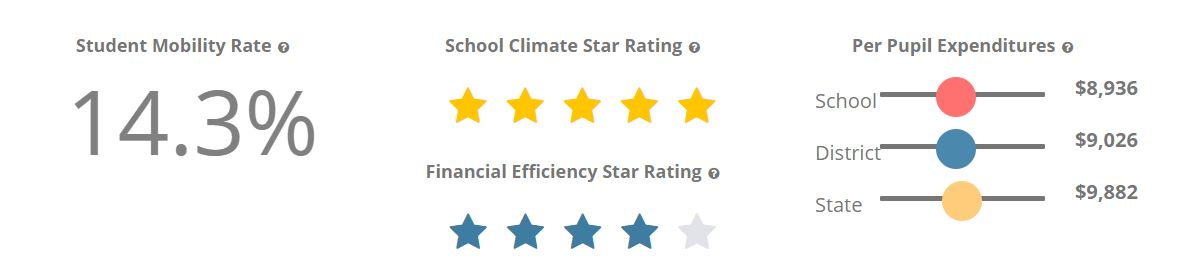 Student Mobility Rate ?
14.3%
School Climate Star Rating ?
Financial Efficiency Star Rating ?
Per Pupil Expenditures ?
School $8,936
District $9,026
State $9,882